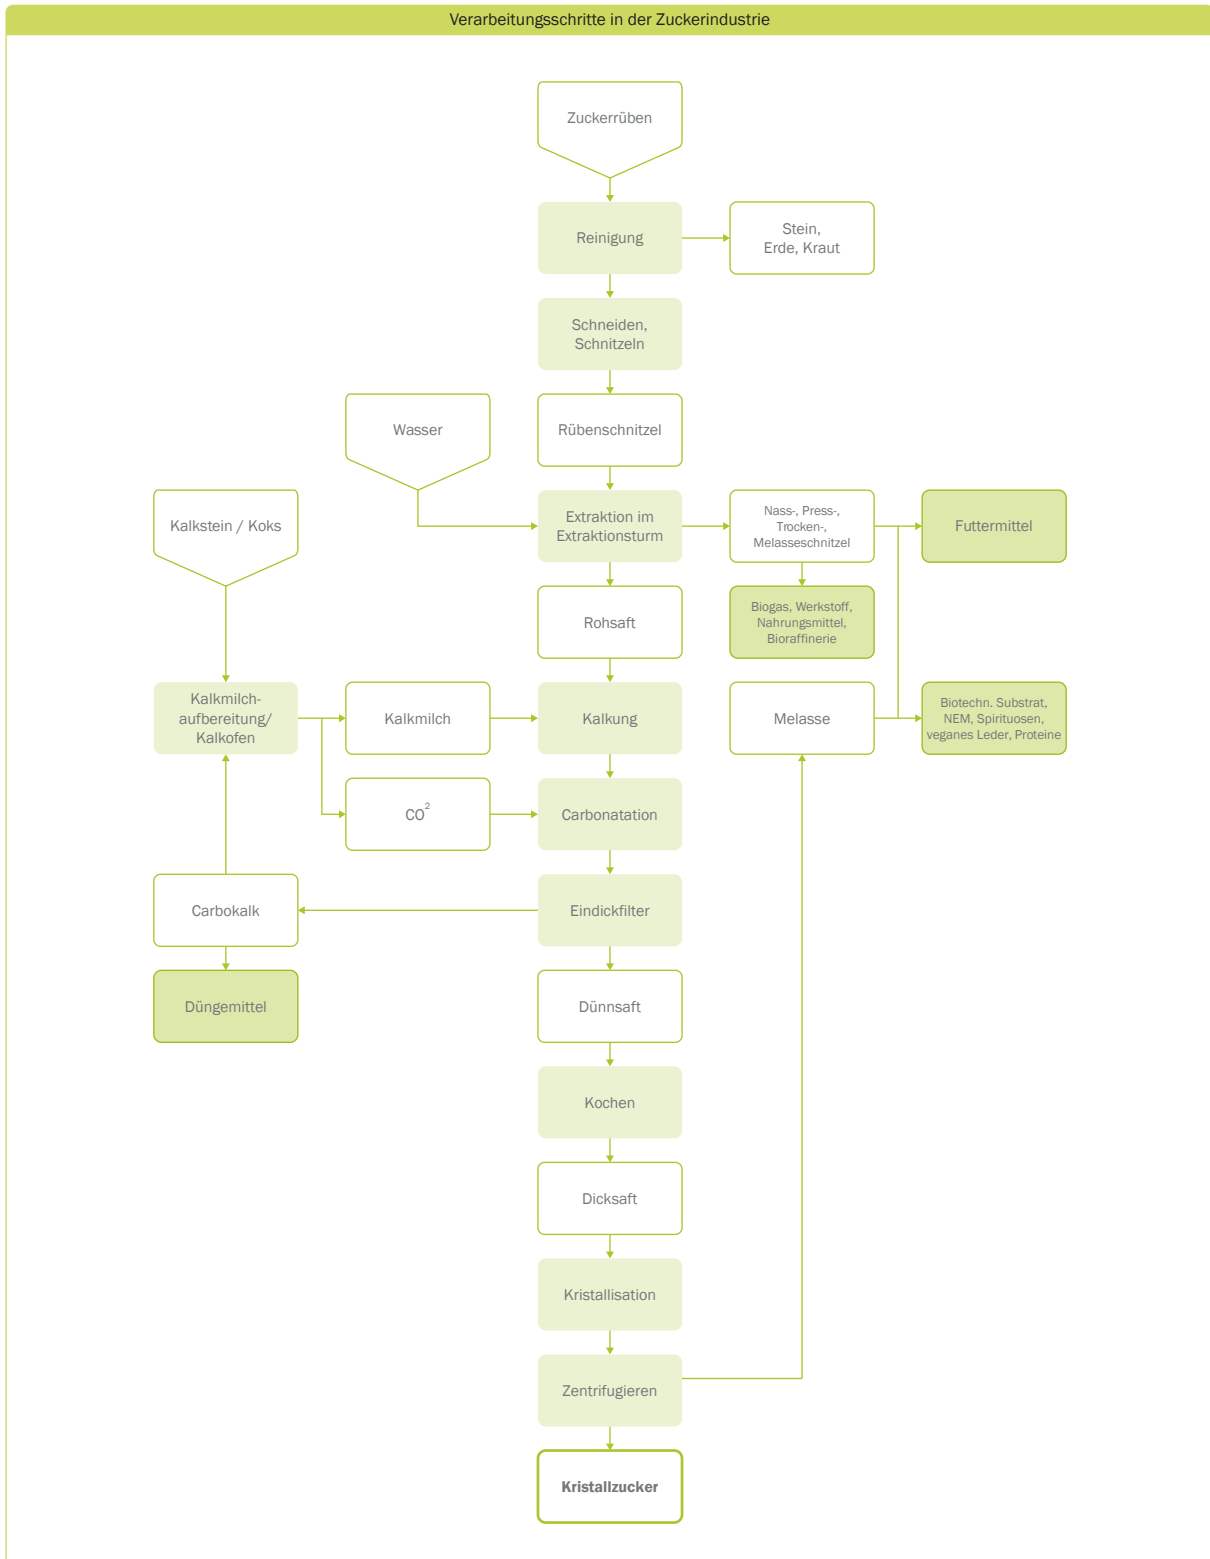 Verarbeitungsschritte in der Zuckerindustrie
Zuckerrüben
Reinigung
Stein,
Erde, Kraut
Schneiden,
Schnitzeln
Wasser
Rübenschnitzel
Kalkstein / Koks
Extraktion im
Extraktionsturm
Nass-, Press-,
Trocken-,
Melasseschnitzel
Futtermittel
Rohsaft
Biogas, Werkstoff,
Nahrungsmittel,
Bioraffinerie
Kalkmilch-
aufbereitung/
Kalkofen
Kalkmilch
Kalkung
Melasse
Biotechn. Substrat,
NEM, Spirituosen,
veganes Leder, Proteine
CO²
Carbonatation
Carbokalk
Eindickfilter
Düngemittel
Dünnsaft
Kochen
Dicksaft
Kristallisation
Zentrifugieren
Kristallzucker